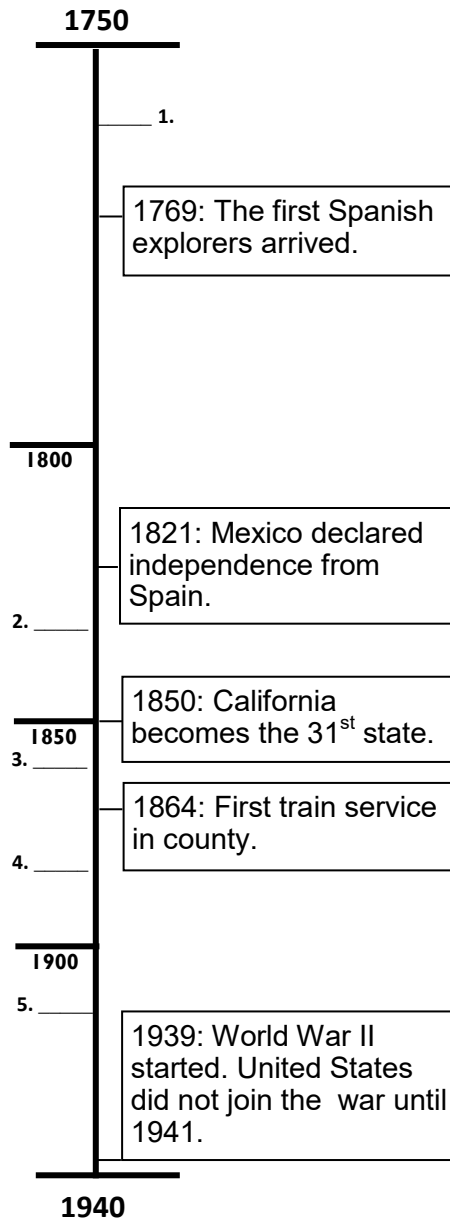 1750
_____ 1.
1769: The first Spanish
explorers arrived.
1800
1821: Mexico declared
independence from
Spain.
2. _____
1850: California
becomes the 31st state.
1850
3. _____
1864: First train service
in county.
4. _____
1900
5. _____
1939: World War II
started. United States
did not join the war until
1941.
1940